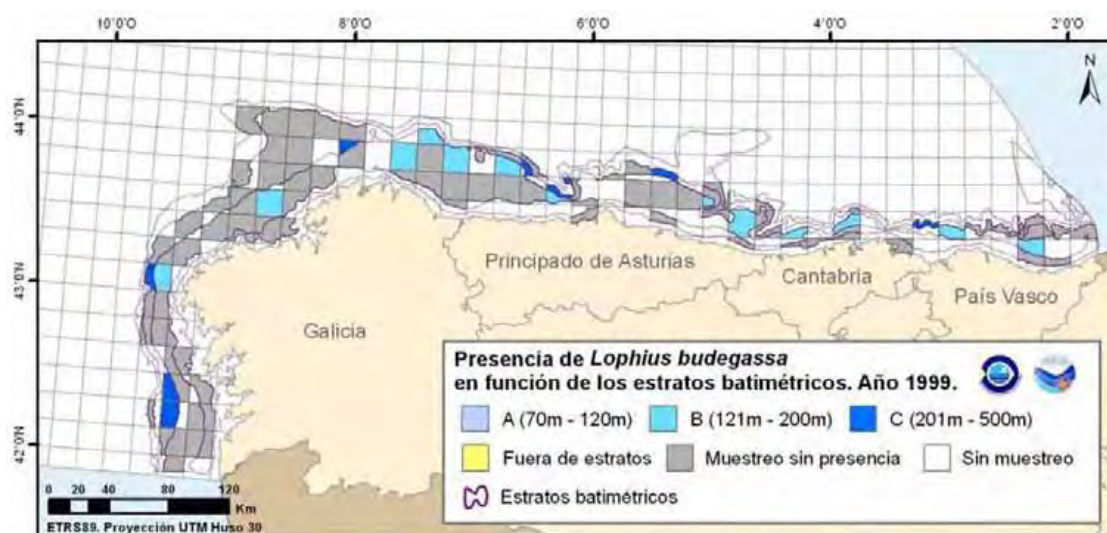 10°0'O 8°0'O 6°0'O 4°0'O 2°0'O
N
44°0'N
43°0'N
42°0'N
Principado de Asturias
Cantabria
País Vasco
Galicia
Presencia de Lophius budegassa
en función de los estratos batimétricos. Año 1999.
A (70m - 120m) B (121m - 200m) C (201m - 500m)
Fuera de estratos Muestreo sin presencia Sin muestreo
Estratos batimétricos
0 20 40 80 120
Km
ETRS89. Proyección UTM Huso 30